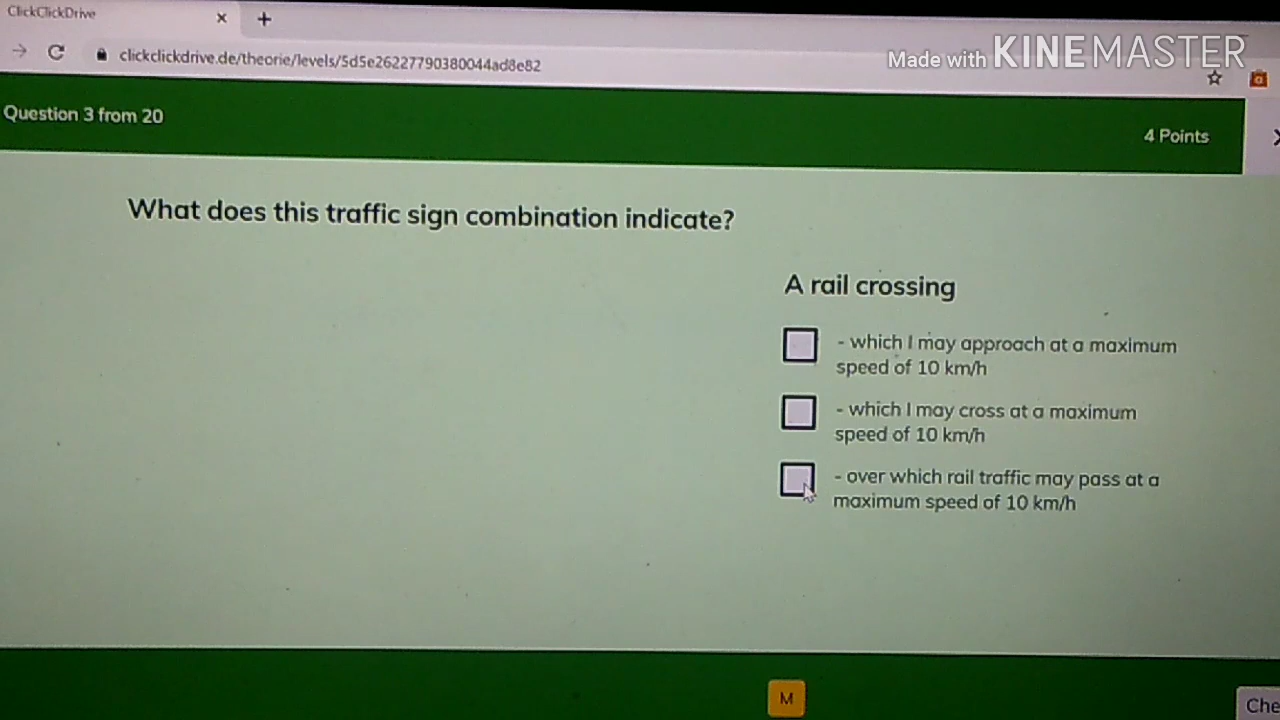 ClickClickDrive
clickclickdrive.de/theorie/levels/5d5e26227790380044ad8e82
Made with KINEMASTER
Question 3 from 20
4 Points
What does this traffic sign combination indicate?
A rail crossing
- which I may approach at a maximum
speed of 10 km/h
- which I may cross at a maximum
speed of 10 km/h
- over which rail traffic may pass at a
maximum speed of 10 km/h
M
Che